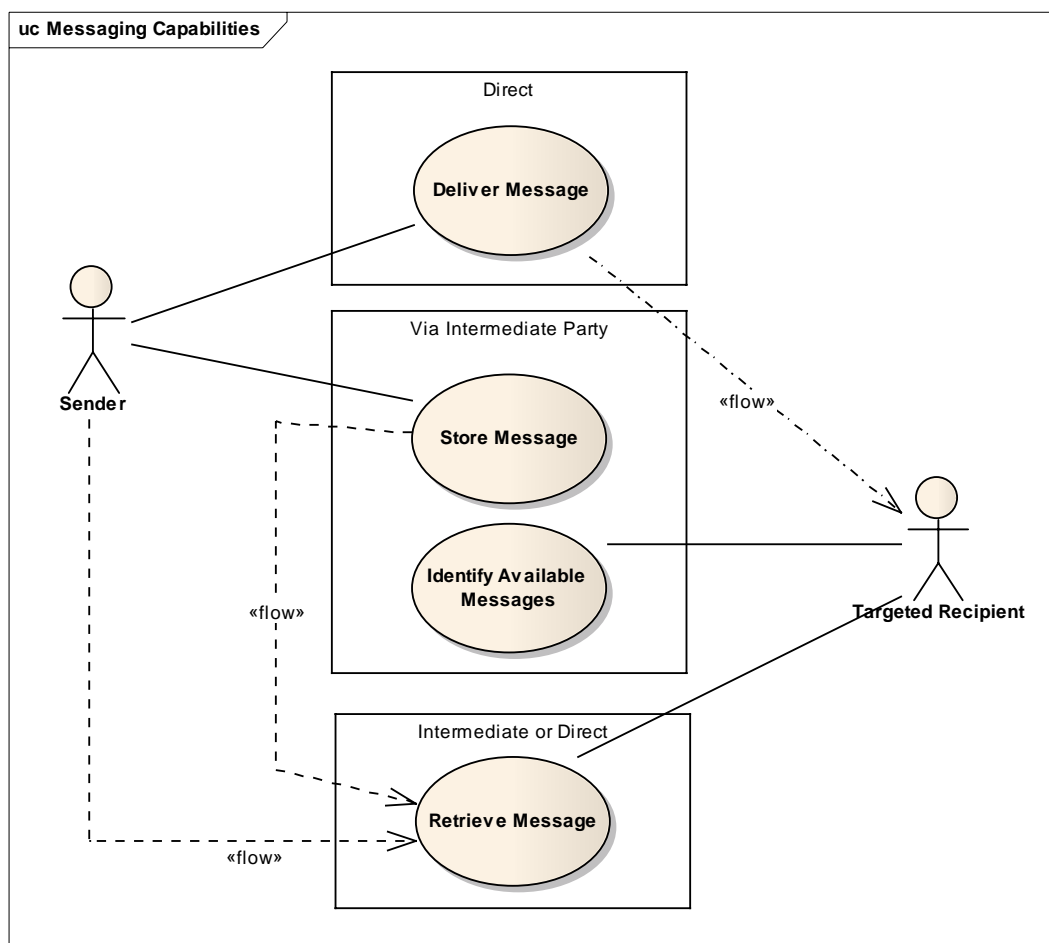 uc Messaging Capabilities
Direct
Deliver Message
Via Intermediate Party
Sender
«flow»
Store Message
Identify Available
Messages
«flow»
Targeted Recipient
Intermediate or Direct
Retrieve Message
«flow»